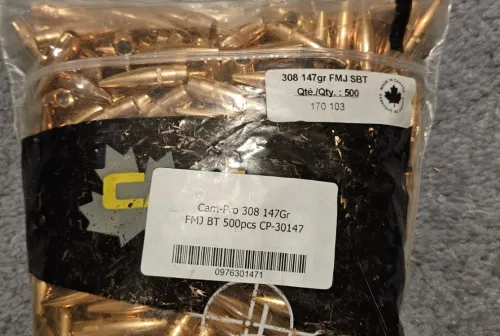 308 147gr FMJ SBT
Qté./Qty. : 500
170 103
Cam-Pro 308 147Gr
FMJ BT 500pcs CP-30147
0976301471